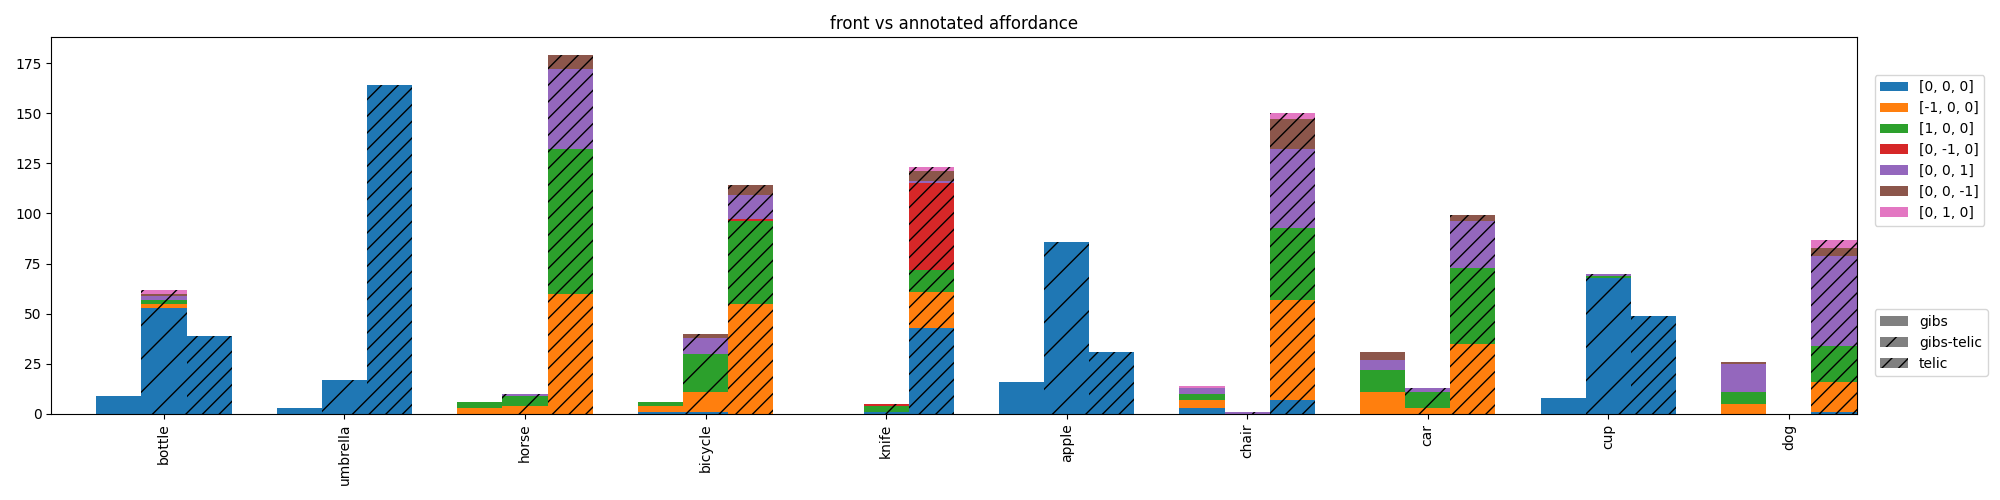 front vs annotated affordance
175
150
125
100
75
50
25
0
bottle
umbrella
horse
bicycle
knife
apple
chair
car
cup
dog
[0, 0, 0]
[-1, 0, 0]
[1, 0, 0]
[0, -1, 0]
[0, 0, 1]
[0, 0, -1]
[0, 1, 0]
gibs
gibs-telic
telic